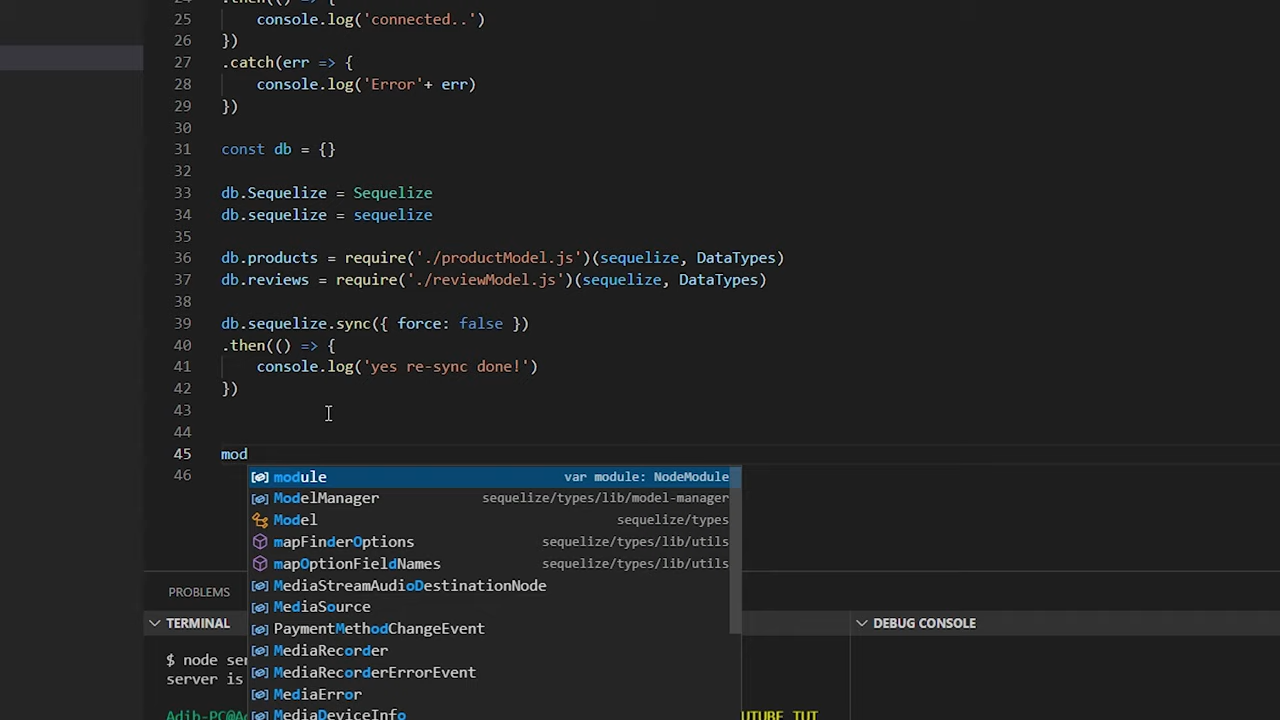 24 .then(() => {
25 console.log('connected..')
26 })
27 .catch(err => {
28 console.log('Error'+ err)
29 })
30
31 const db = {}
32
33 db.Sequelize = Sequelize
34 db.sequelize = sequelize
35
36 db.products = require('./productModel.js')(sequelize, DataTypes)
37 db.reviews = require('./reviewModel.js')(sequelize, DataTypes)
38
39 db.sequelize.sync({ force: false })
40 .then(() => {
41 console.log('yes re-sync done!')
42 })
43
44
45 mod
46
module var module: NodeModule
ModelManager sequelize/types/lib/model-manager
Model sequelize/types
mapFinderOptions sequelize/types/lib/utils
mapOptionFieldNames sequelize/types/lib/utils
MediaStreamAudioDestinationNode
MediaSource
PaymentMethodChangeEvent
MediaRecorder
MediaRecorderErrorEvent
MediaError
MediaDeviceInfo
PROBLEMS
TERMINAL
$ node ser
server is
DEBUG CONSOLE